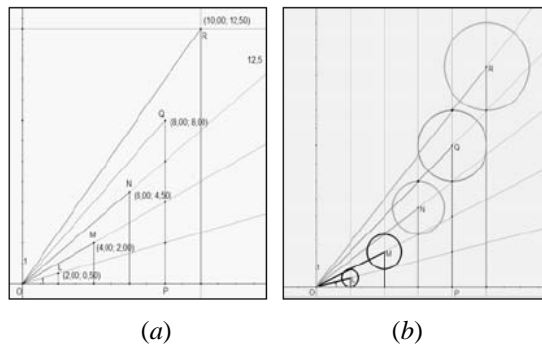 (10,00; 12,50)
R
12,5
Q
(8,00; 8,00)
N
(6,00; 4,50)
M
(4,00; 2,00)
L
(2,00; 0,50)
1
1
O
P
R
Q
N
M
1
O
P
(a)
(b)